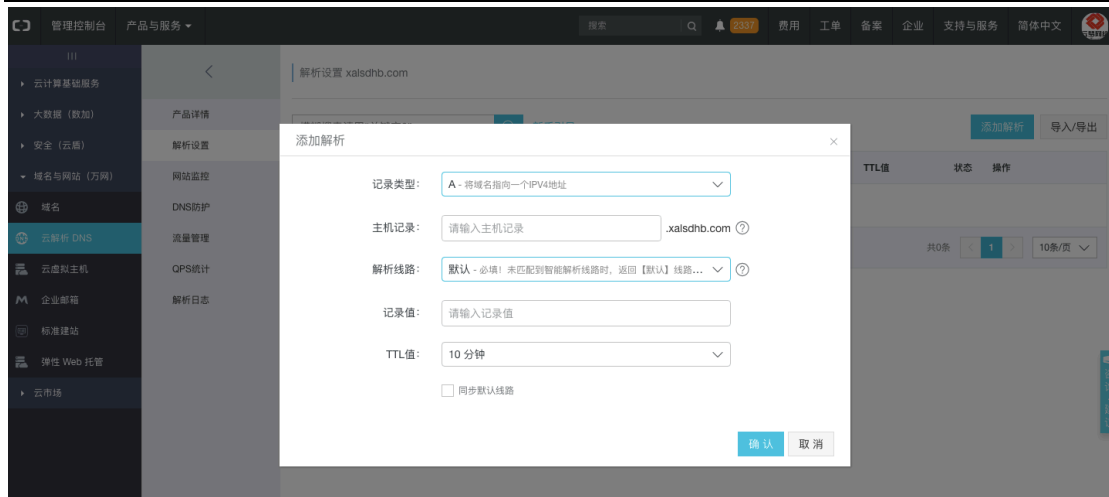 管理控制台 产品与服务 搜索 2337 费用 工单 备案 企业 支持与服务 简体中文
云计算基础服务
大数据（数加）
安全（云盾）
域名与网站（万网）
域名
云解析 DNS
云虚拟主机
企业邮箱
标准建站
弹性 Web 托管
云市场
产品详情
解析设置
网站监控
DNS防护
流量管理
QPS统计
解析日志
解析设置 xalsdhb.com
添加解析 导入/导出
TTL值 状态 操作
共0条 1 10条/页
添加解析
记录类型: A - 将域名指向一个IPV4地址
主机记录: 请输入主机记录 .xalsdhb.com
解析线路: 默认 - 必填！未匹配到智能解析线路时，返回【默认】线路...
记录值: 请输入记录值
TTL值: 10 分钟
同步默认线路
确认 取消